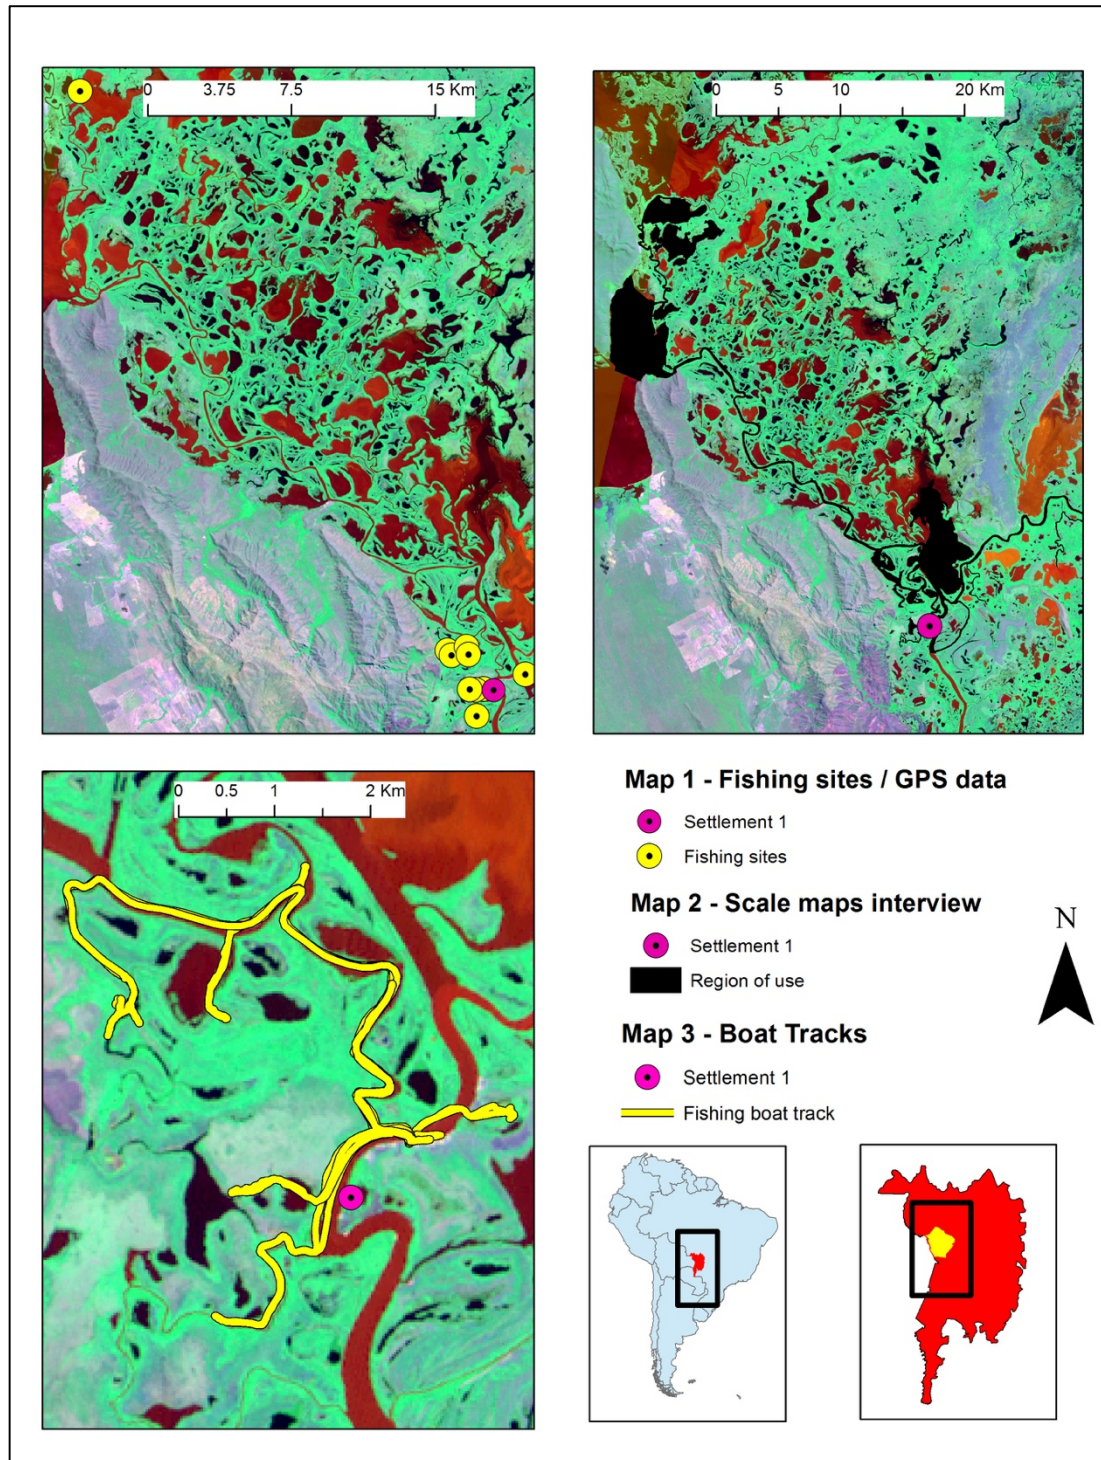 0 3.75 7.5 15 Km
0 5 10 20 Km
0 0.5 1 2 Km
Map 1 - Fishing sites / GPS data
Settlement 1
Fishing sites
Map 2 - Scale maps interview
Settlement 1
Region of use
Map 3 - Boat Tracks
Settlement 1
Fishing boat track
N